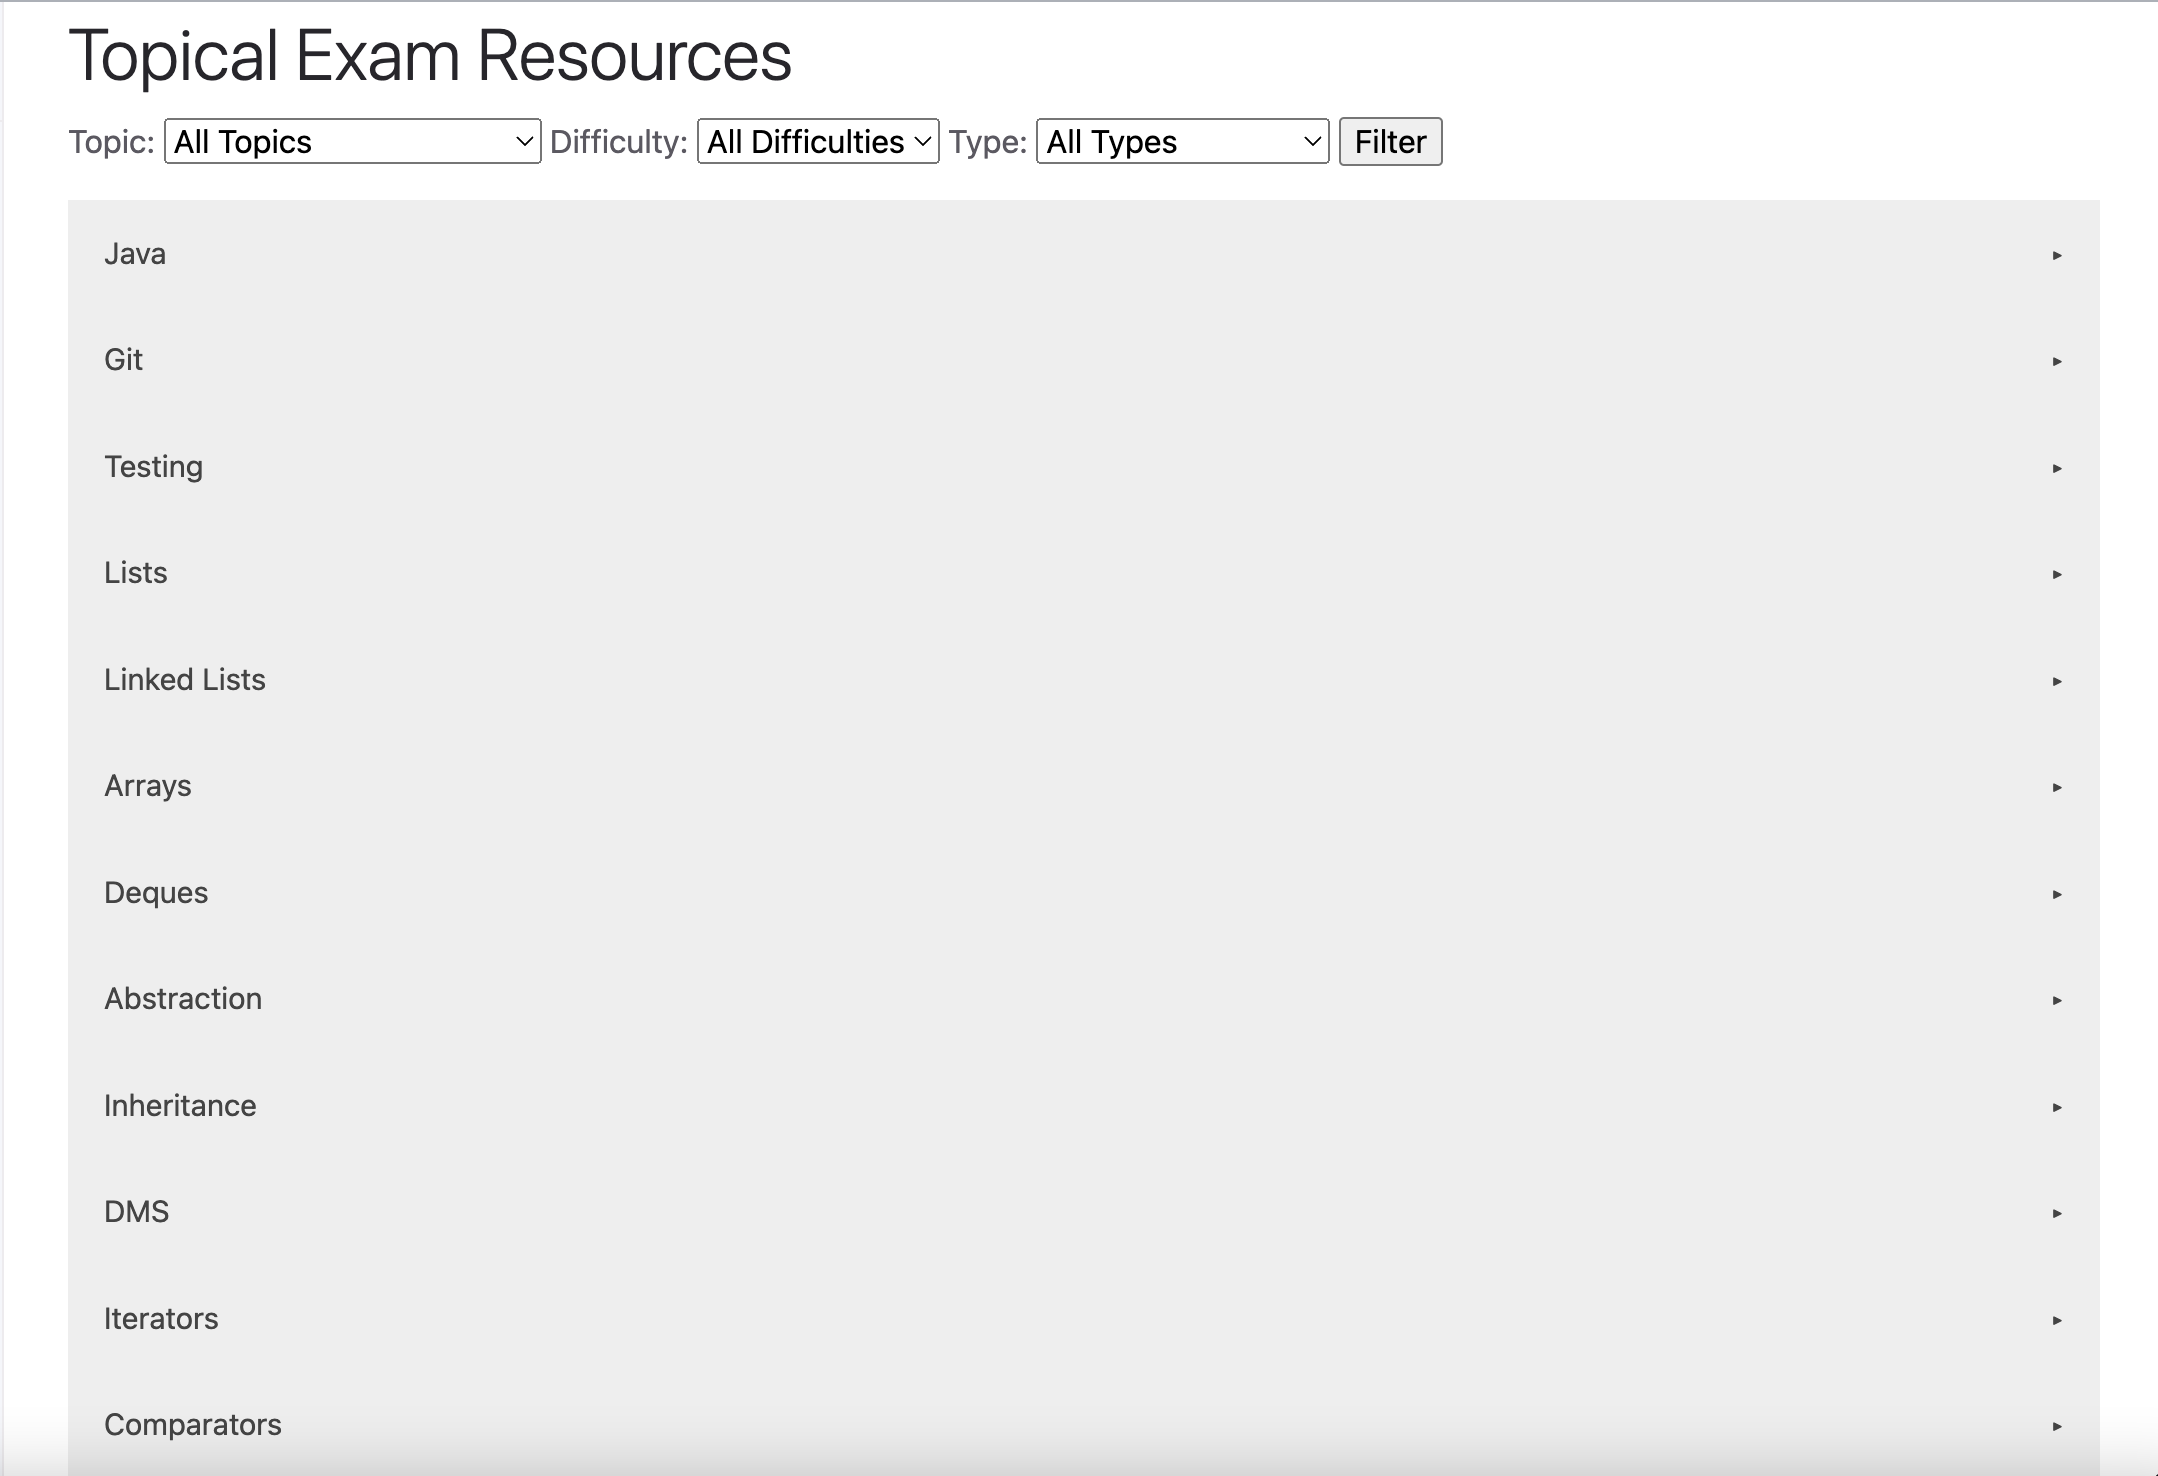 Topical Exam Resources
Topic: All Topics Difficulty: All Difficulties Type: All Types Filter
Java
Git
Testing
Lists
Linked Lists
Arrays
Deques
Abstraction
Inheritance
DMS
Iterators
Comparators